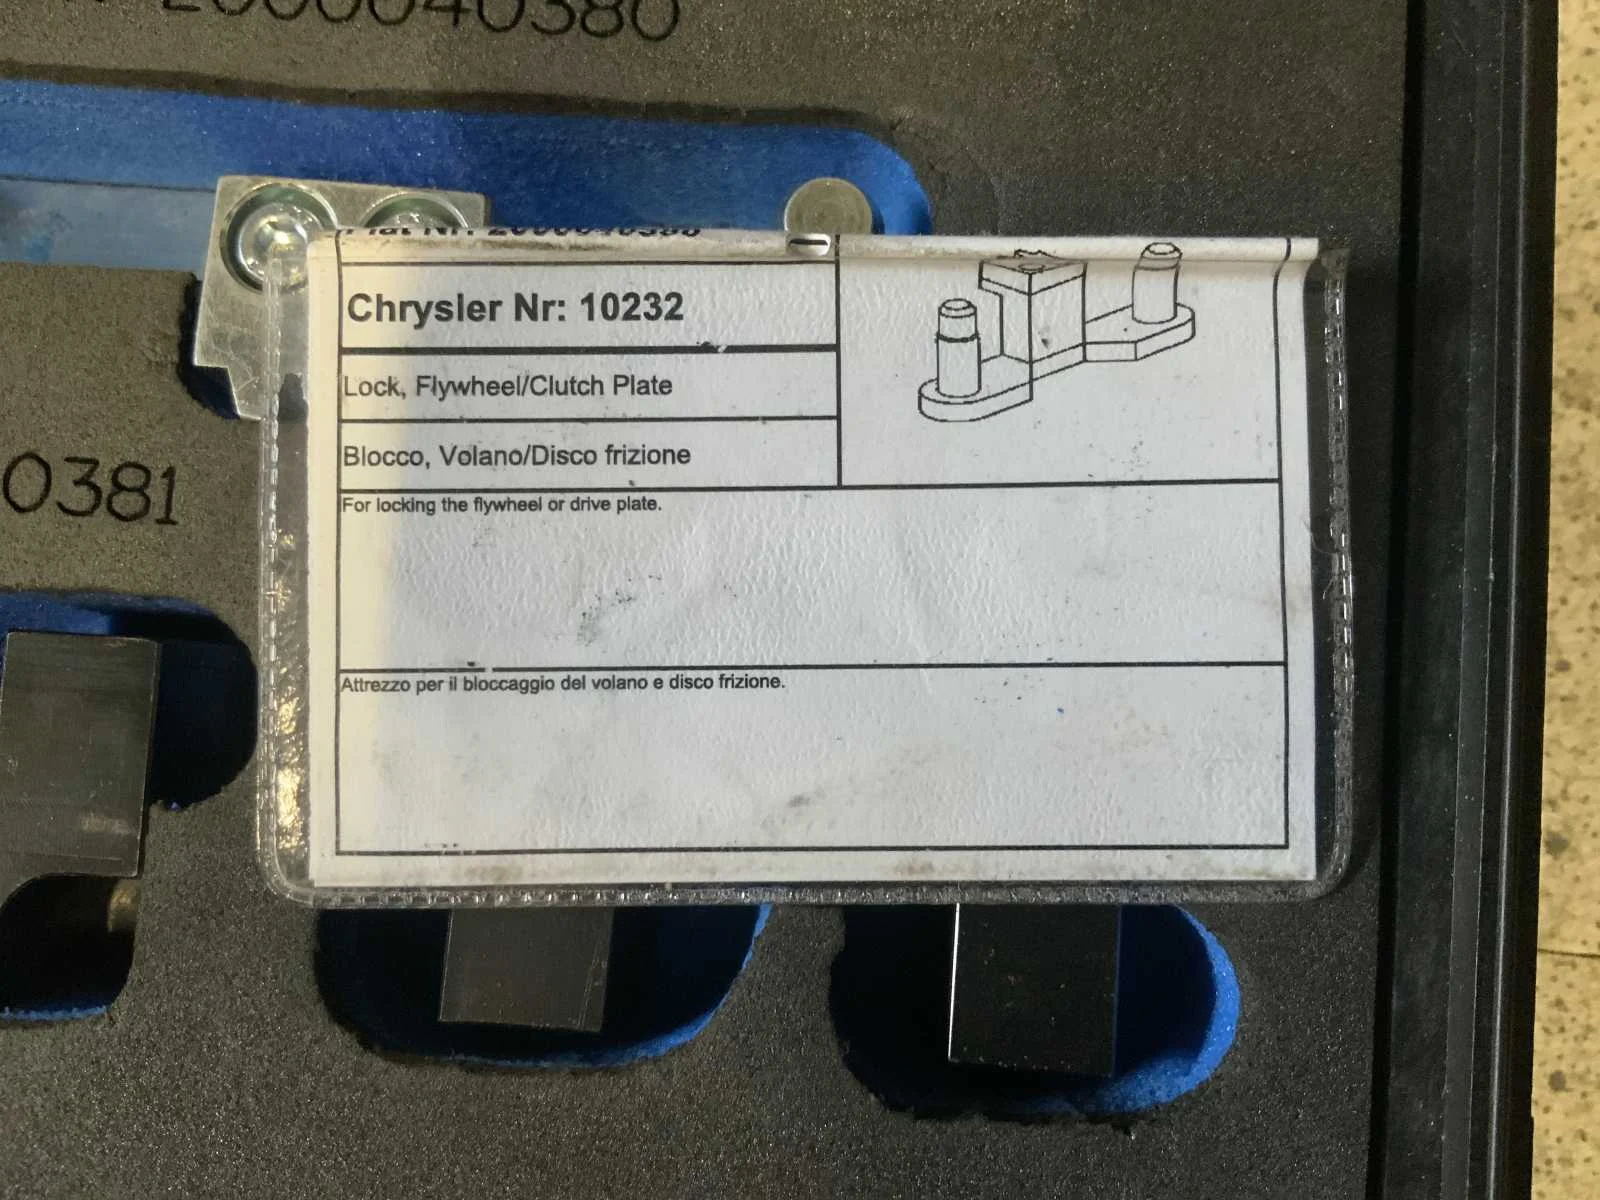 2000040380
Chrysler Nr: 10232
Lock, Flywheel/Clutch Plate
Blocco, Volano/Disco frizione
0381
For locking the flywheel or drive plate.
Attrezzo per il bloccaggio del volano e disco frizione.